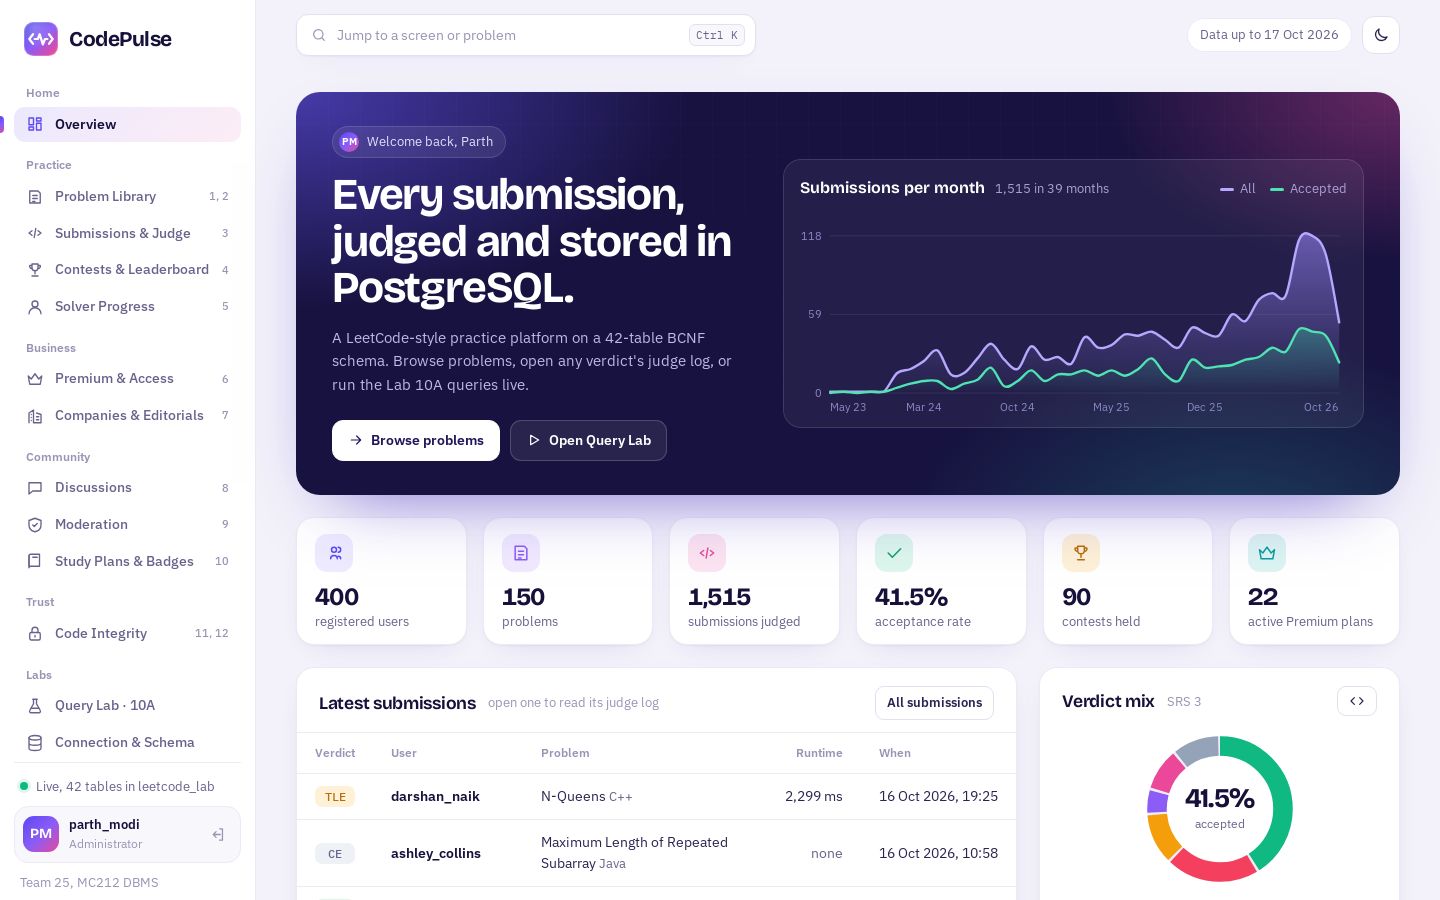 CodePulse
Home
Overview
Practice
Problem Library 1, 2
Submissions & Judge 3
Contests & Leaderboard 4
Solver Progress 5
Business
Premium & Access 6
Companies & Editorials 7
Community
Discussions 8
Moderation 9
Study Plans & Badges 10
Trust
Code Integrity 11, 12
Labs
Query Lab · 10A
Connection & Schema
Live, 42 tables in leetcode_lab
PM
parth_modi
Administrator
Team 25, MC212 DBMS
Jump to a screen or problem Ctrl K
Data up to 17 Oct 2026
PM Welcome back, Parth
Every submission,
judged and stored in
PostgreSQL.
A LeetCode-style practice platform on a 42-table BCNF
schema. Browse problems, open any verdict's judge log, or
run the Lab 10A queries live.
Browse problems
Open Query Lab
Submissions per month 1,515 in 39 months All Accepted
118
59
0
May 23 Mar 24 Oct 24 May 25 Dec 25 Oct 26
400
registered users
150
problems
1,515
submissions judged
41.5%
acceptance rate
90
contests held
22
active Premium plans
Latest submissions open one to read its judge log All submissions
Verdict User Problem Runtime When
TLE darshan_naik N-Queens C++ 2,299 ms 16 Oct 2026, 19:25
CE ashley_collins Maximum Length of Repeated
Subarray Java none 16 Oct 2026, 10:58
Verdict mix SRS 3
41.5%
accepted